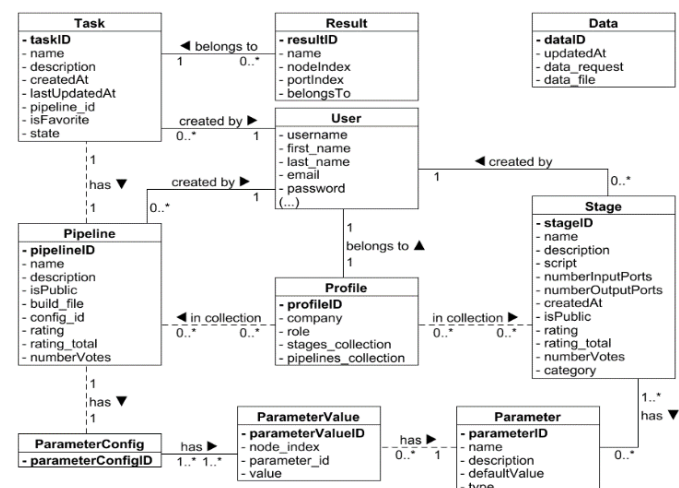 Task
- taskID
- name
- description
- createdAt
- lastUpdatedAt
- pipeline_id
- isFavorite
- state
◀ belongs to
1
0..*
Result
- resultID
- name
- nodeIndex
- portIndex
- belongsTo
Data
- dataID
- updatedAt
- data_request
- data_file
created by ▶
0..*
1
User
- username
- first_name
- last_name
- email
- password
(...)
1
has ▼
1
created by ▶
0..*
1
◀ created by
1
0..*
Stage
- stageID
- name
- description
- script
- numberInputPorts
- numberOutputPorts
- createdAt
- isPublic
- rating
- rating_total
- numberVotes
- category
1
belongs to ▲
1
Pipeline
- pipelineID
- name
- description
- isPublic
- build_file
- config_id
- rating
- rating_total
- numberVotes
◀ in collection
0..*
0..*
Profile
- profileID
- company
- role
- stages_collection
- pipelines_collection
in collection ▶
0..*
0..*
1
has ▼
1
1..*
has ▼
0..*
ParameterConfig
- parameterConfigID
has ▶
1..*
1..*
ParameterValue
- parameterValueID
- node_index
- parameter_id
- value
has ▶
0..*
1
Parameter
- parameterID
- name
- description
- defaultValue
- type